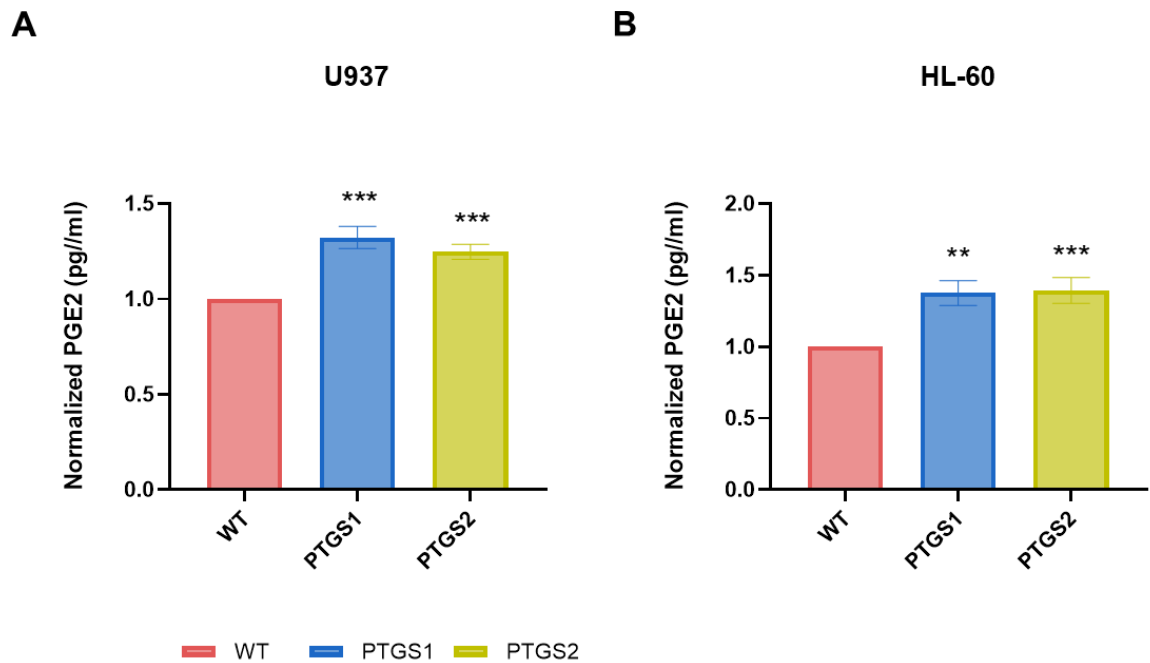 A
B
U937
HL-60
Normalized PGE2 (pg//ml)
1.5
1.0
0.5
0.0
***
***
WT
PTGS1
PTGS2
Normalized PGE2 (pg//ml)
2.0
1.5
1.0
0.5
0.0
**
***
WT
PTGS1
PTGS2
WT PTGS1 PTGS2